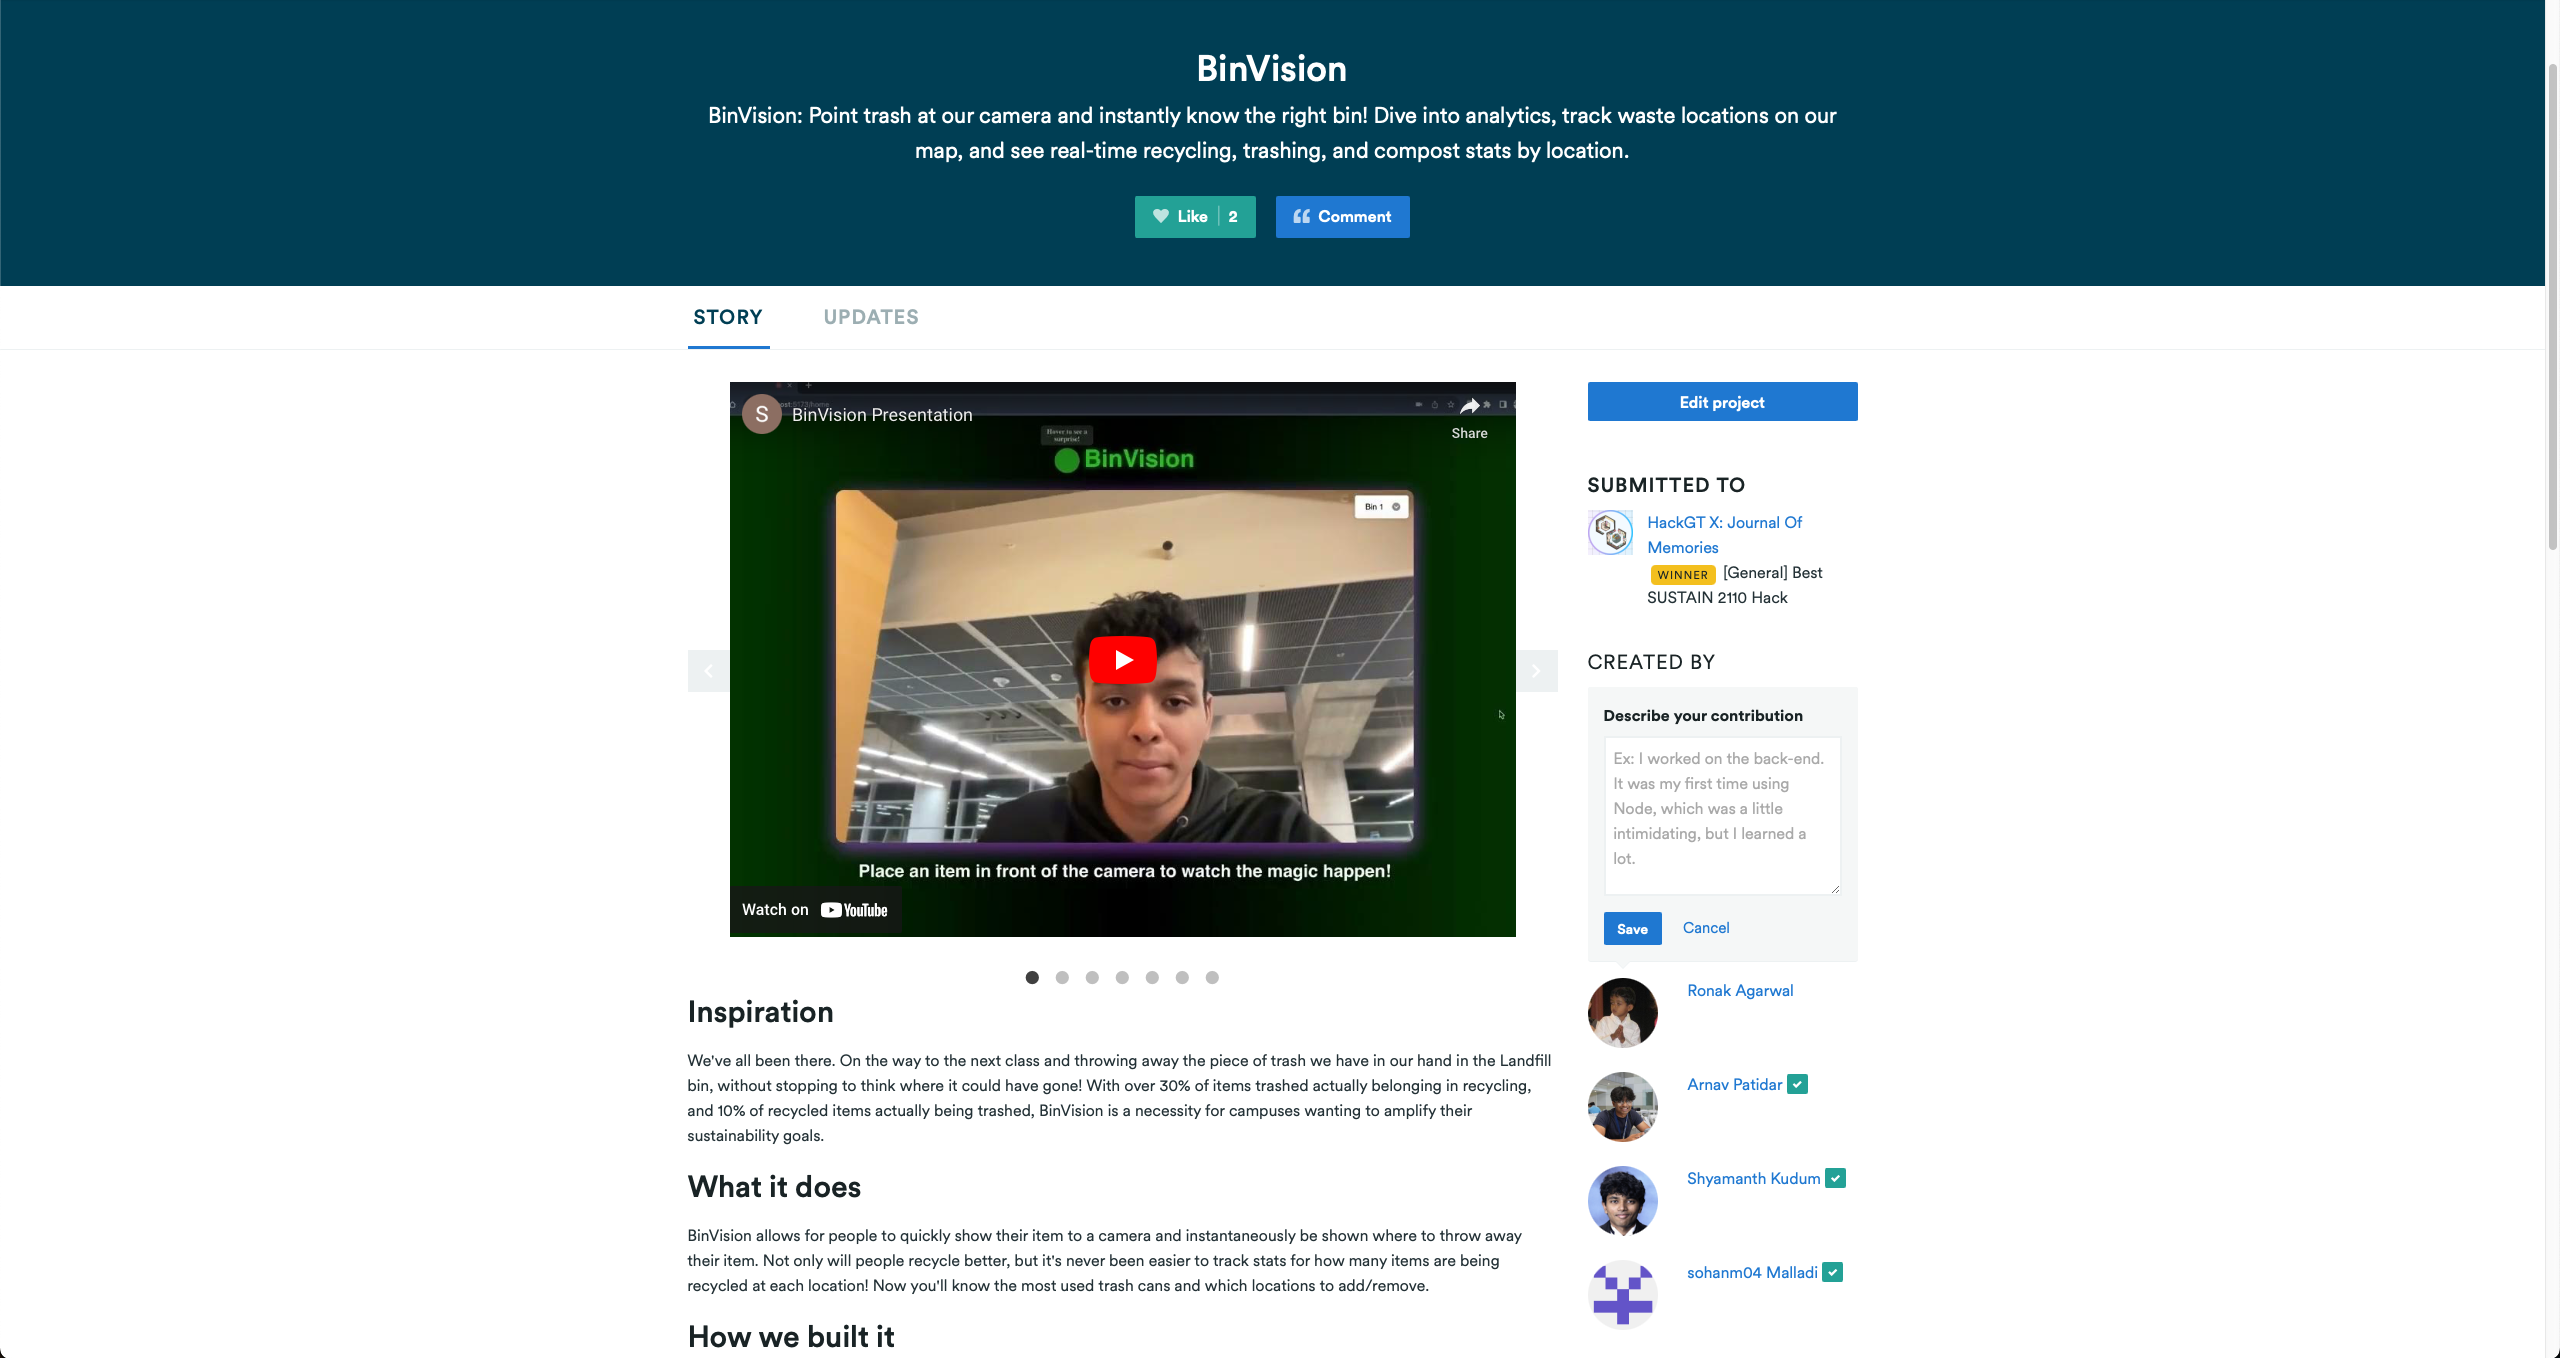 BinVision
BinVision: Point trash at our camera and instantly know the right bin! Dive into analytics, track waste locations on our
map, and see real-time recycling, trashing, and compost stats by location.
Like 2
Comment
STORY
UPDATES
S
BinVision Presentation
Share
Hover to see a
surprise!
BinVision
Bin 1
Place an item in front of the camera to watch the magic happen!
Watch on YouTube
Inspiration
We've all been there. On the way to the next class and throwing away the piece of trash we have in our hand in the Landfill
bin, without stopping to think where it could have gone! With over 30% of items trashed actually belonging in recycling,
and 10% of recycled items actually being trashed, BinVision is a necessity for campuses wanting to amplify their
sustainability goals.
What it does
BinVision allows for people to quickly show their item to a camera and instantaneously be shown where to throw away
their item. Not only will people recycle better, but it's never been easier to track stats for how many items are being
recycled at each location! Now you'll know the most used trash cans and which locations to add/remove.
How we built it
Edit project
SUBMITTED TO
HackGT X: Journal Of
Memories
WINNER [General] Best
SUSTAIN 2110 Hack
CREATED BY
Describe your contribution
Ex: I worked on the back-end.
It was my first time using
Node, which was a little
intimidating, but I learned a
lot.
Save
Cancel
Ronak Agarwal
Arnav Patidar
Shyamanth Kudum
sohanm04 Malladi